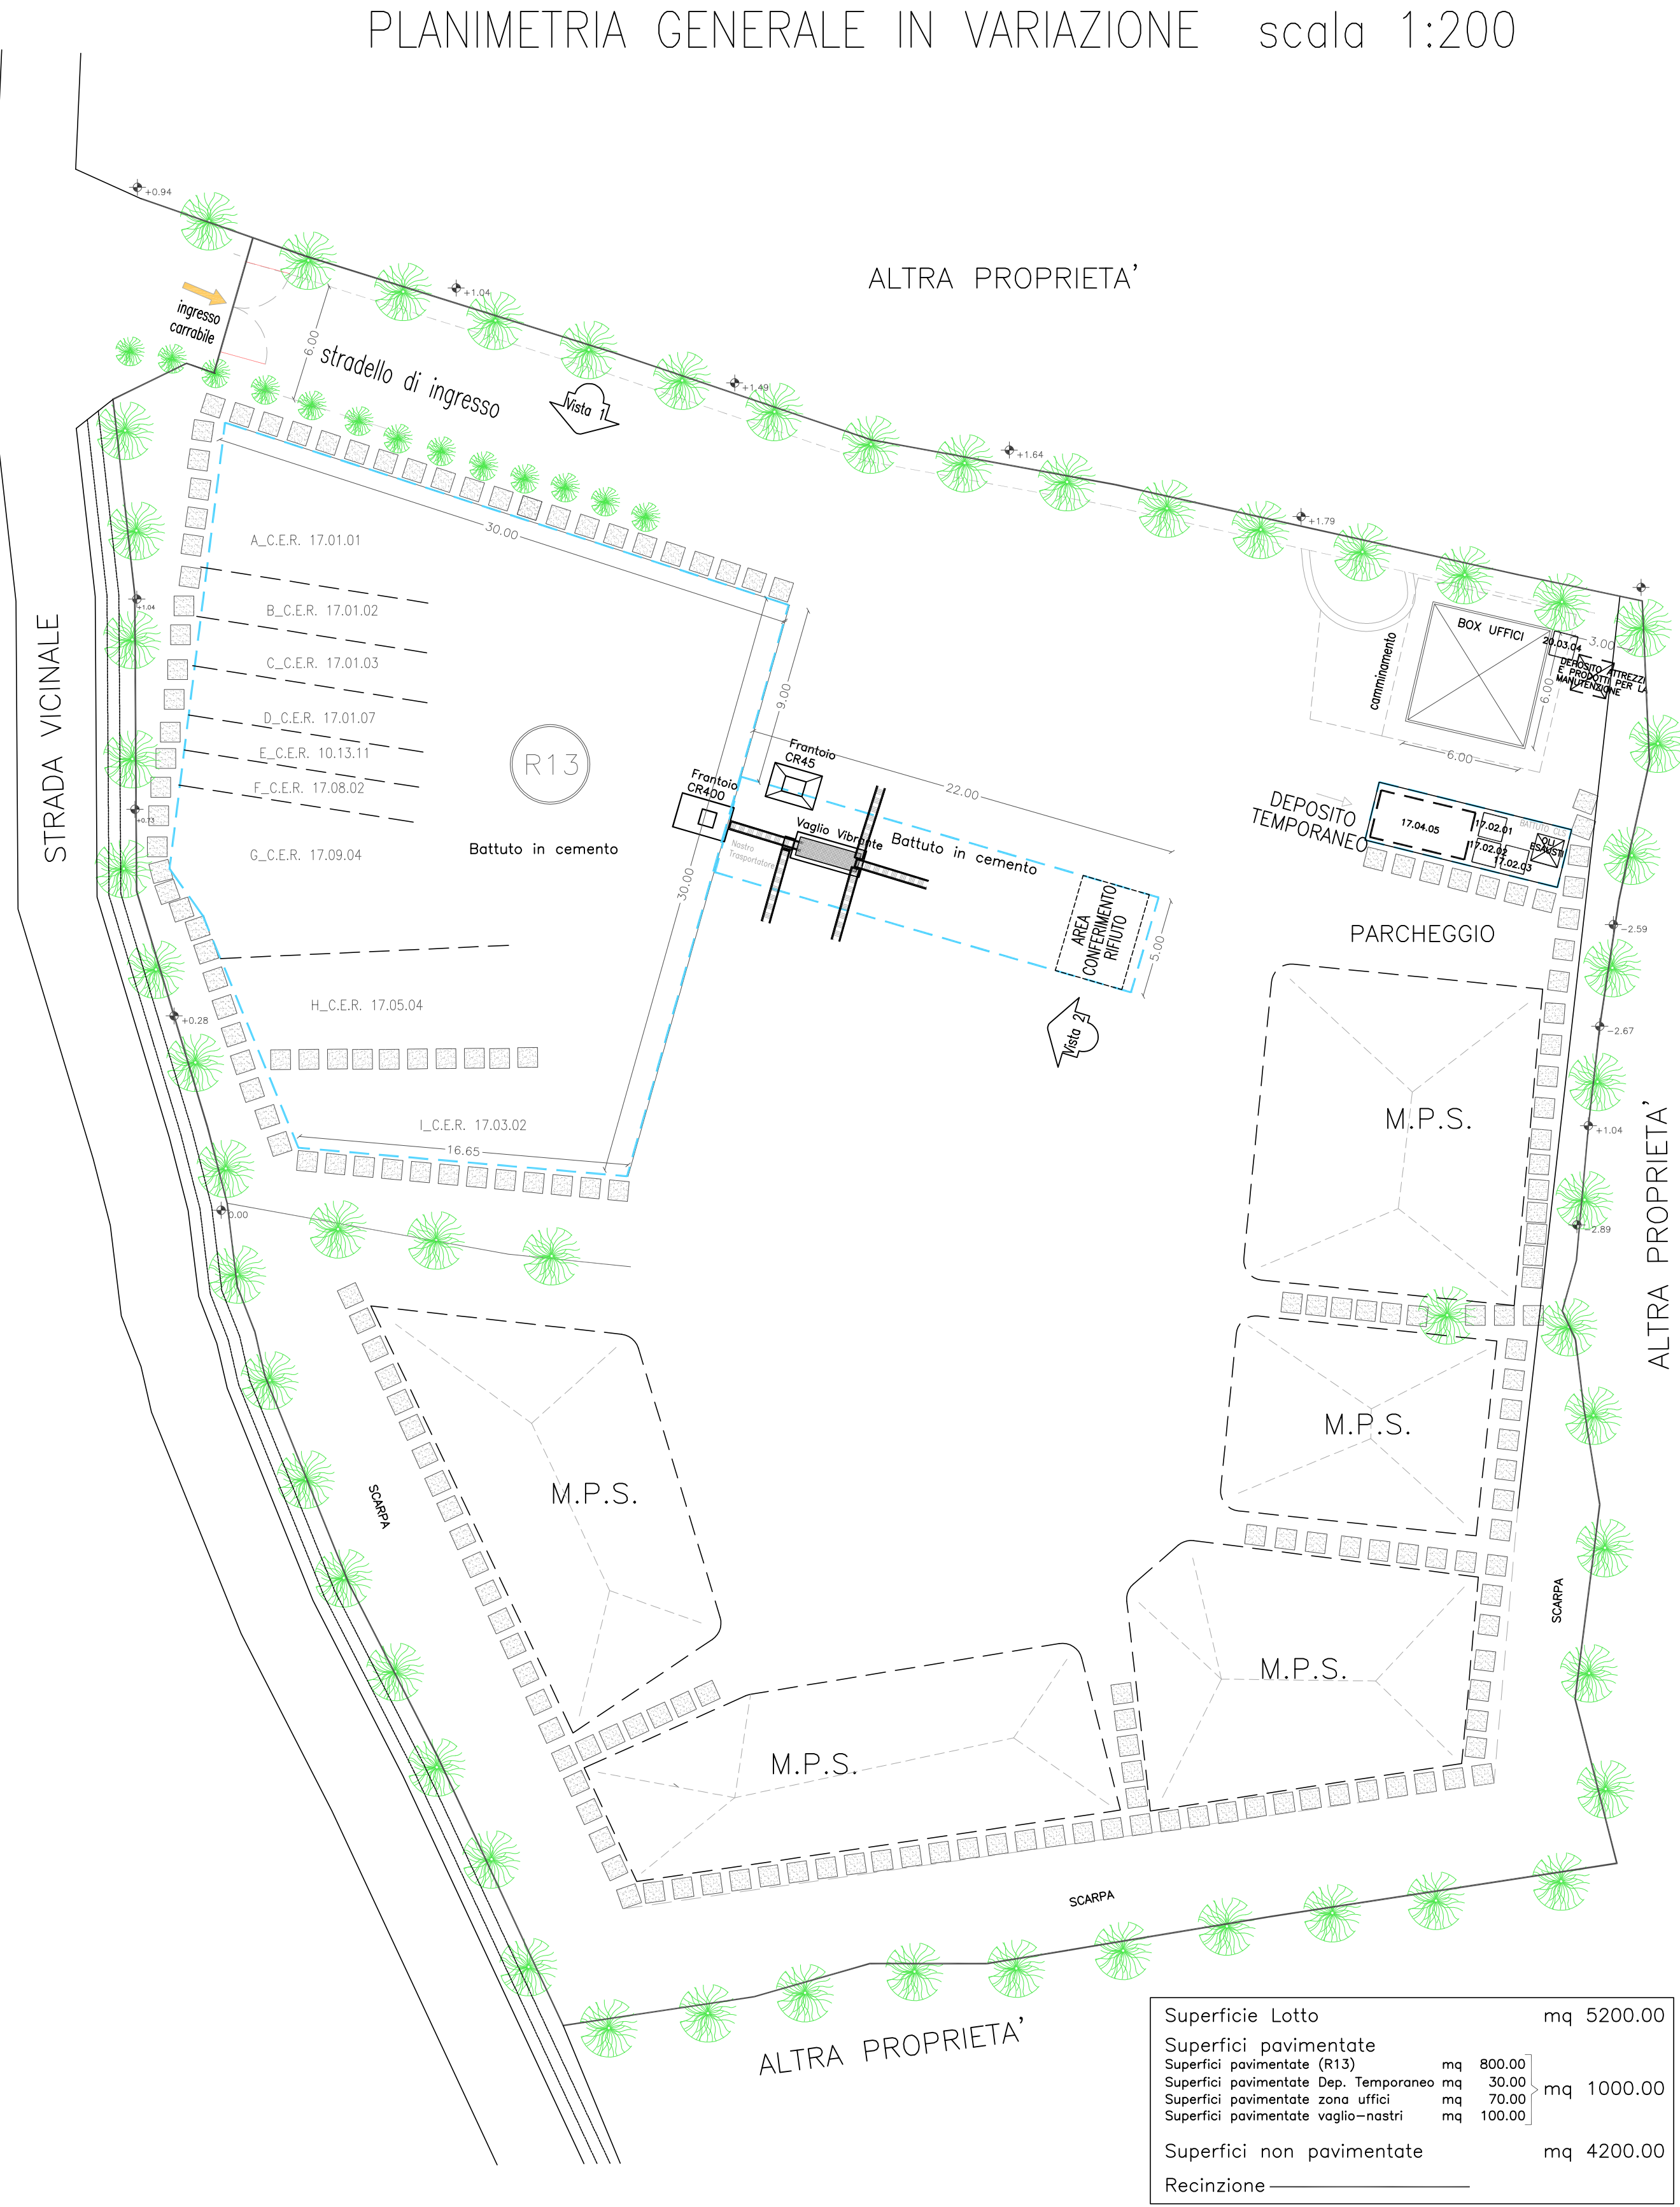 PLANIMETRIA GENERALE IN VARIAZIONE scala 1:200
+0.94
ALTRA PROPRIETA'
+1.04
ingresso
carrabile
6.00
stradello di ingresso
Vista 1
+1.49
+1.64
+1.79
30.00
A_C.E.R. 17.01.01
B_C.E.R. 17.01.02
C_C.E.R. 17.01.03
D_C.E.R. 17.01.07
E_C.E.R. 10.13.11
F_C.E.R. 17.08.02
G_C.E.R. 17.09.04
H_C.E.R. 17.05.04
I_C.E.R. 17.03.02
16.65
R13
Battuto in cemento
30.00
9.00
+1.04
+0.73
+0.28
0.00
STRADA VICINALE
Frantoio
CR45
Frantoio
CR400
Vaglio Vibrante
Nastro
Trasportatore
22.00
Battuto in cemento
AREA
CONFERIMENTO
RIFIUTO
5.00
Vista 2
BOX UFFICI
20.03.04
3.00
DEPOSITO ATTREZZI
E PRODOTTI PER LA
MANUTENZIONE
camminamento
6.00
6.00
DEPOSITO
TEMPORANEO
17.04.05
17.02.01
17.02.02
17.02.03
BATTUTO CLS
OLI
ESAUSTI
PARCHEGGIO
-2.59
-2.67
+1.04
-2.89
ALTRA PROPRIETA'
M.P.S.
M.P.S.
M.P.S.
M.P.S.
M.P.S.
SCARPA
SCARPA
SCARPA
ALTRA PROPRIETA'
Superficie Lotto mq 5200.00
Superfici pavimentate
Superfici pavimentate (R13) mq 800.00
Superfici pavimentate Dep. Temporaneo mq 30.00
mq 1000.00
Superfici pavimentate zona uffici mq 70.00
Superfici pavimentate vaglio-nastri mq 100.00
Superfici non pavimentate mq 4200.00
Recinzione